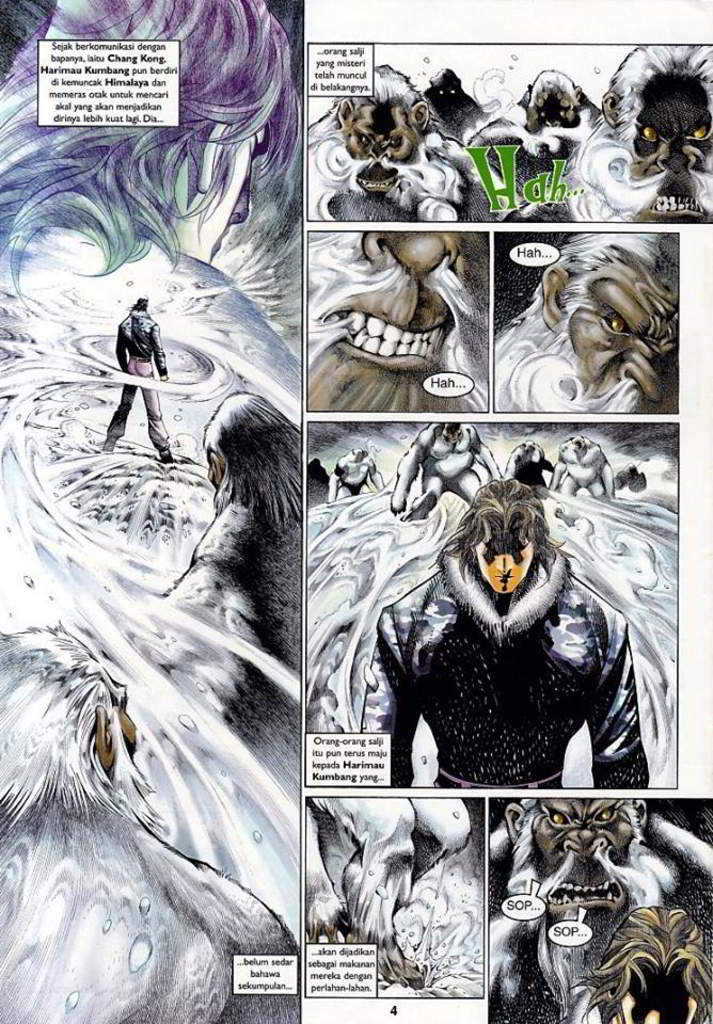 Sejak berkomunikasi dengan
bapanya, iaitu Chang Kong,
Harimau Kumbang pun berdiri
di kemuncak Himalaya dan
memeras otak untuk mencari
akal yang akan menjadikan
dirinya lebih kuat lagi. Dia...
...belum sedar
bahawa
sekumpulan...
...orang salji
yang misteri
telah muncul
di belakangnya.
Hah...
Hah...
Hah...
Orang-orang salji
itu pun terus maju
kepada Harimau
Kumbang yang...
...akan dijadikan
sebagai makanan
mereka dengan
perlahan-lahan.
SOP...
SOP...
4